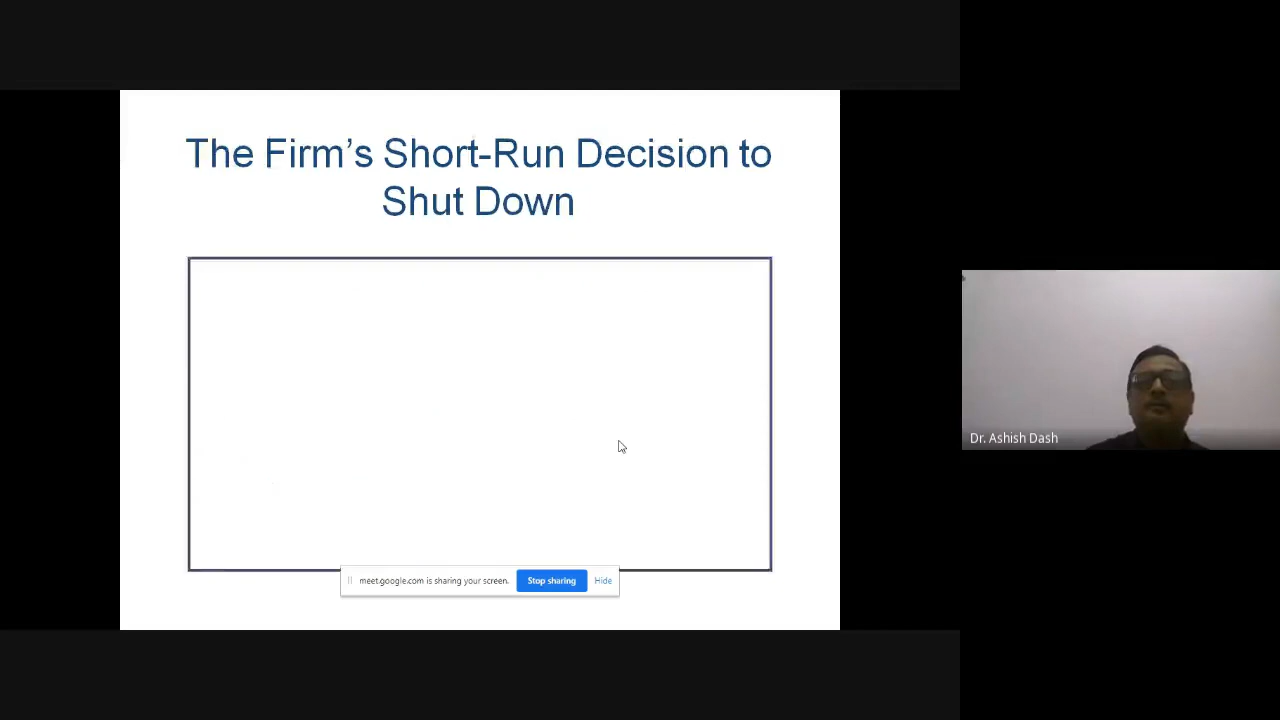 The Firm’s Short-Run Decision to
Shut Down
meet.google.com is sharing your screen.
Stop sharing
Hide
Dr. Ashish Dash